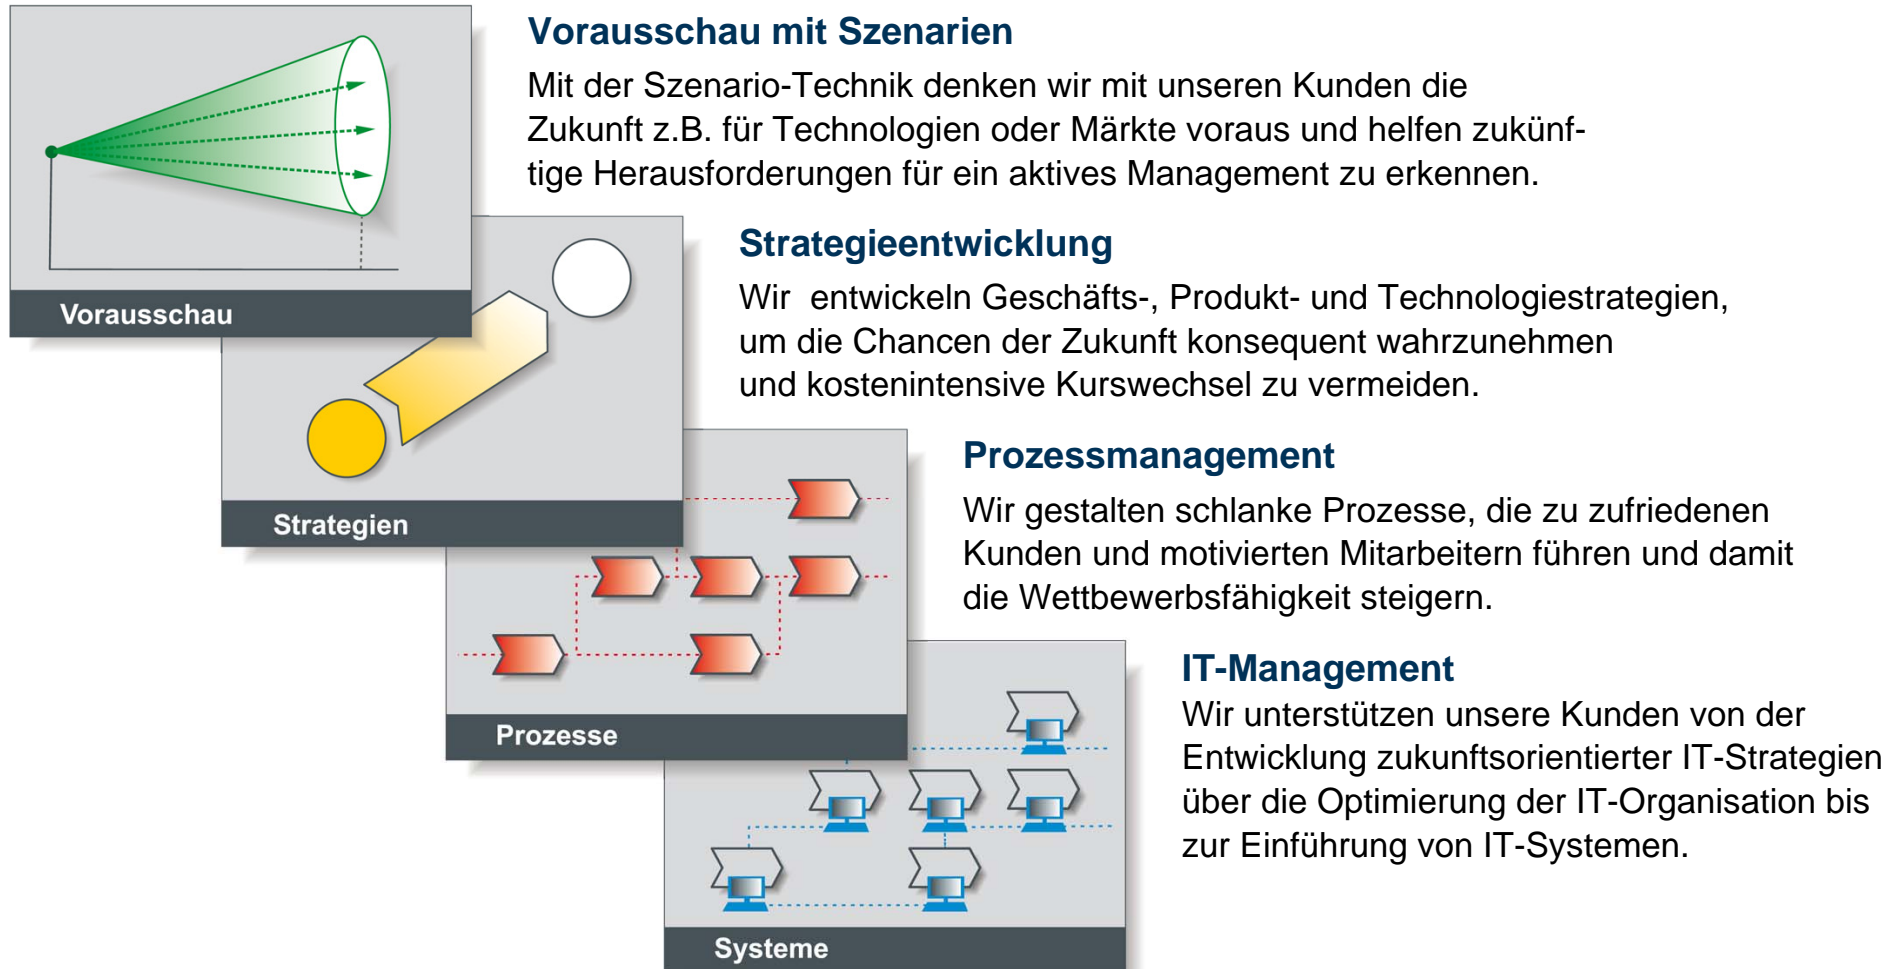 Vorausschau mit Szenarien
Mit der Szenario-Technik denken wir mit unseren Kunden die
Zukunft z.B. für Technologien oder Märkte voraus und helfen zukünf-
tige Herausforderungen für ein aktives Management zu erkennen.
Vorausschau
Strategieentwicklung
Wir  entwickeln Geschäfts-, Produkt- und Technologiestrategien,
um die Chancen der Zukunft konsequent wahrzunehmen
und kostenintensive Kurswechsel zu vermeiden.
Strategien
Prozessmanagement
Wir gestalten schlanke Prozesse, die zu zufriedenen
Kunden und motivierten Mitarbeitern führen und damit
die Wettbewerbsfähigkeit steigern.
Prozesse
IT-Management
Wir unterstützen unsere Kunden von der
Entwicklung zukunftsorientierter IT-Strategien
über die Optimierung der IT-Organisation bis
zur Einführung von IT-Systemen.
Systeme